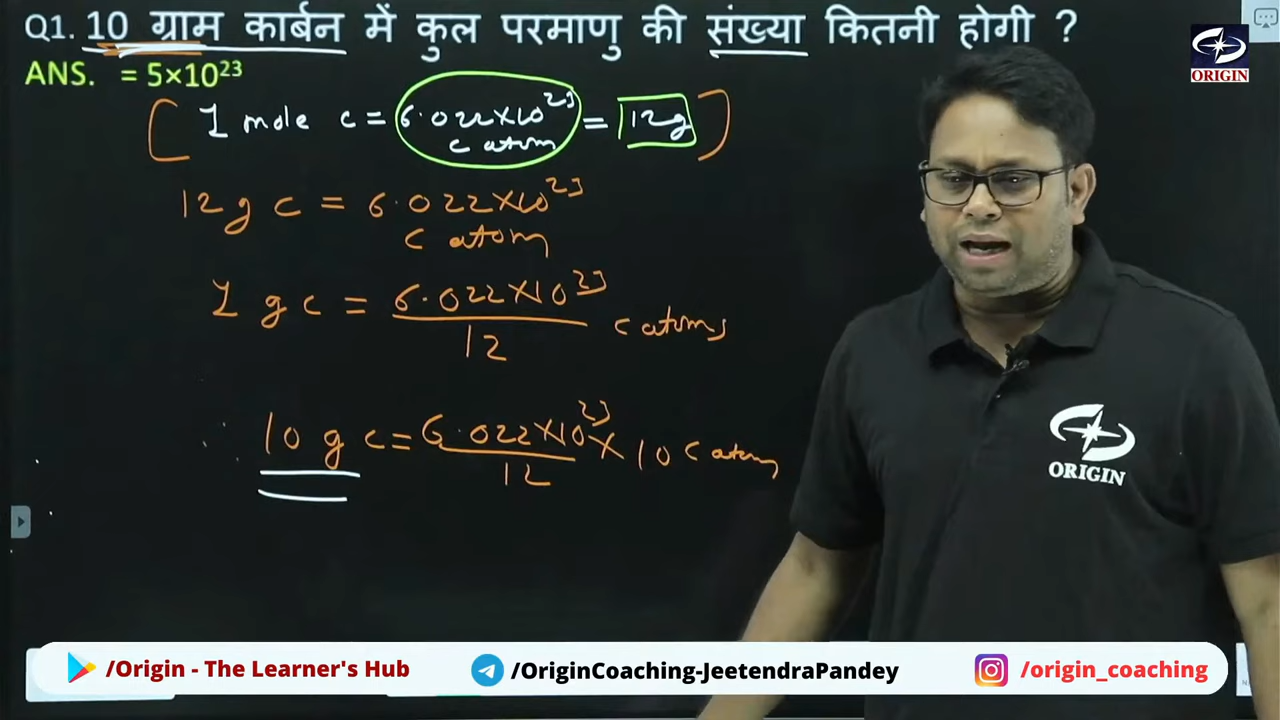 Q1. 10 ग्राम कार्बन में कुल परमाणु की संख्या कितनी होगी ?
ANS. = 5×10²³
[ 1 mole c = 6.022×10²³ c atom = 12g ]
12g c = 6.022×10²³
c atom
1 g c = 6.022×10²³ / 12 c atoms
∴ 10 g c = 6.022×10²³ / 12 × 10 c atom
ORIGIN
ORIGIN
/Origin - The Learner's Hub
/OriginCoaching-JeetendraPandey
/origin_coaching